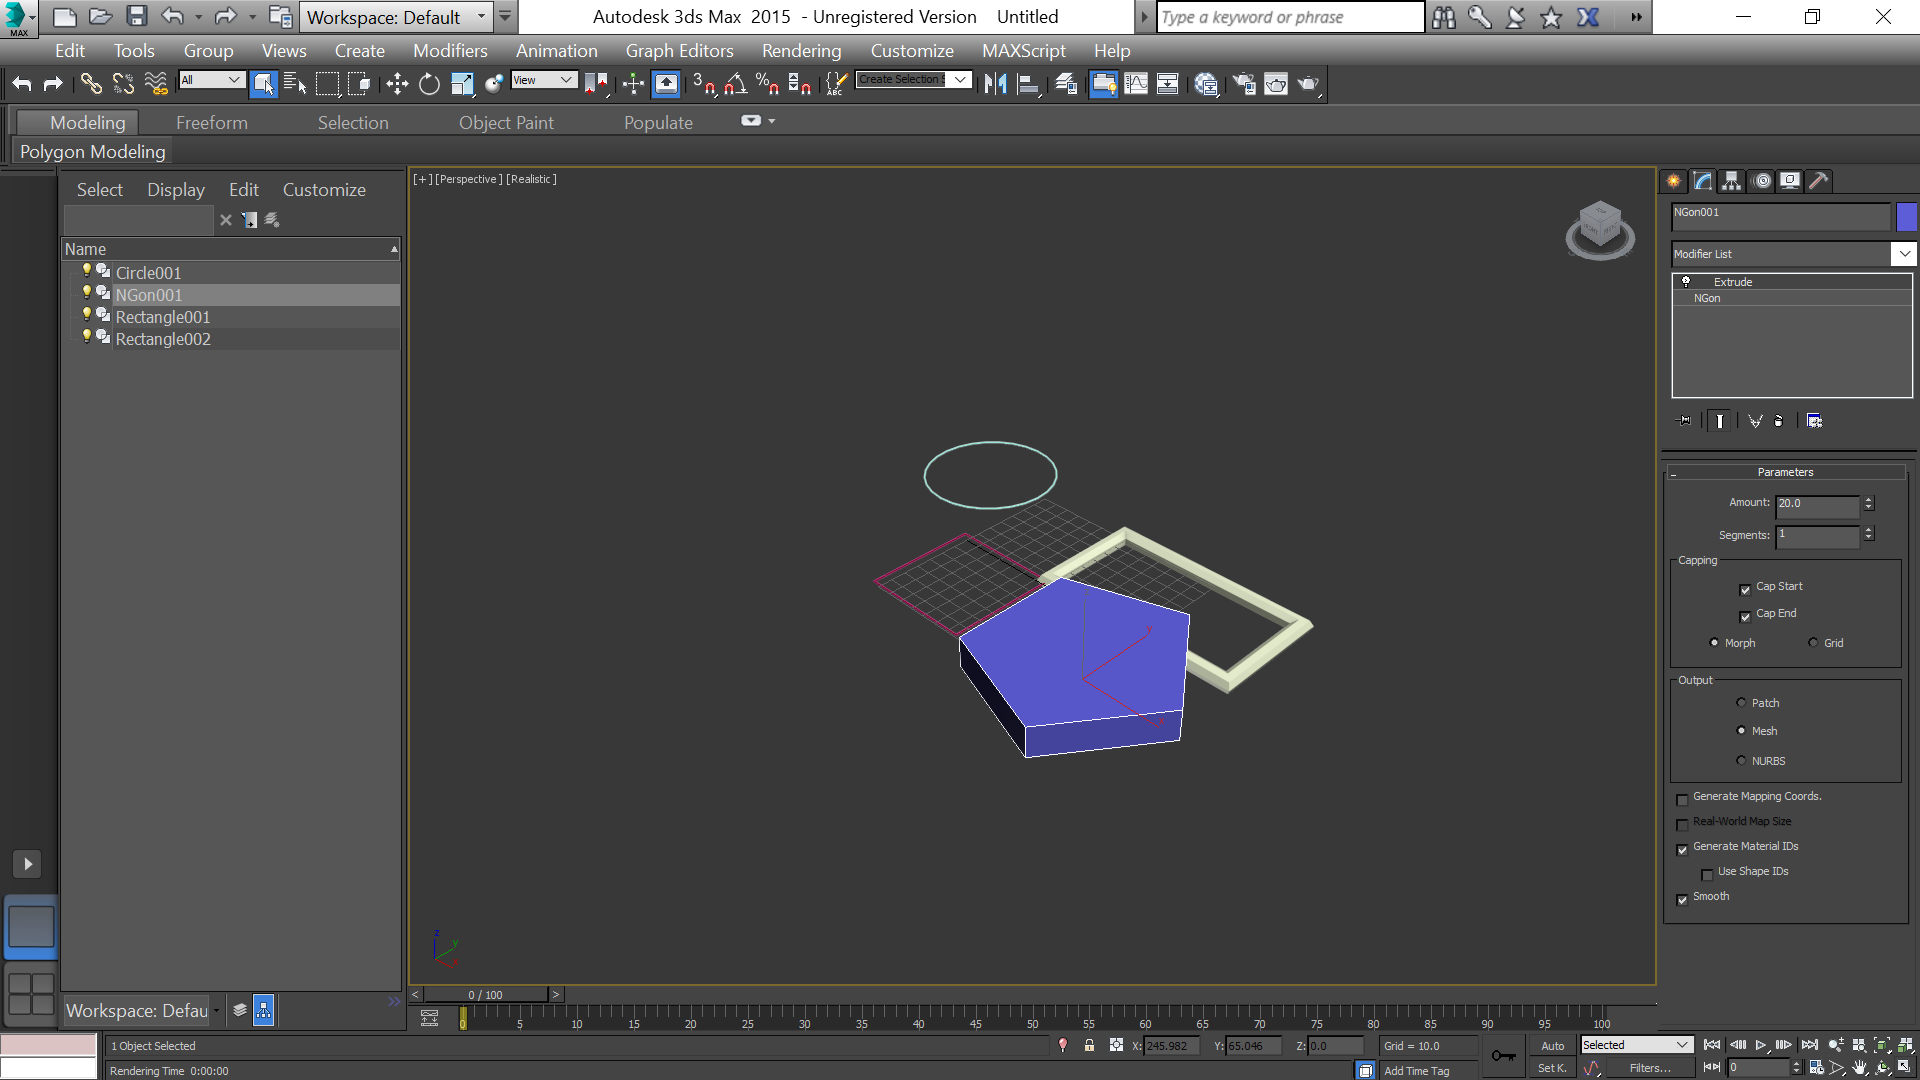 MAX
Workspace: Default
Autodesk 3ds Max 2015 - Unregistered Version Untitled
Type a keyword or phrase
Edit Tools Group Views Create Modifiers Animation Graph Editors Rendering Customize MAXScript Help
All
View
3
%
ABC
Create Selection S
Modeling Freeform Selection Object Paint Populate
Polygon Modeling
Select Display Edit Customize
Name
Circle001
NGon001
Rectangle001
Rectangle002
[+] [Perspective] [Realistic]
NGon001
Modifier List
Extrude
NGon
Parameters
Amount: 20.0
Segments: 1
Capping
Cap Start
Cap End
Morph Grid
Output
Patch
Mesh
NURBS
Generate Mapping Coords.
Real-World Map Size
Generate Material IDs
Use Shape IDs
Smooth
z
y
x
Workspace: Defau
< 0 / 100 >
0 5 10 15 20 25 30 35 40 45 50 55 60 65 70 75 80 85 90 95 100
1 Object Selected
X: 245.982 Y: 65.046 Z: 0.0 Grid = 10.0
Auto Selected
Rendering Time 0:00:00
Add Time Tag
Set K. Filters... 0